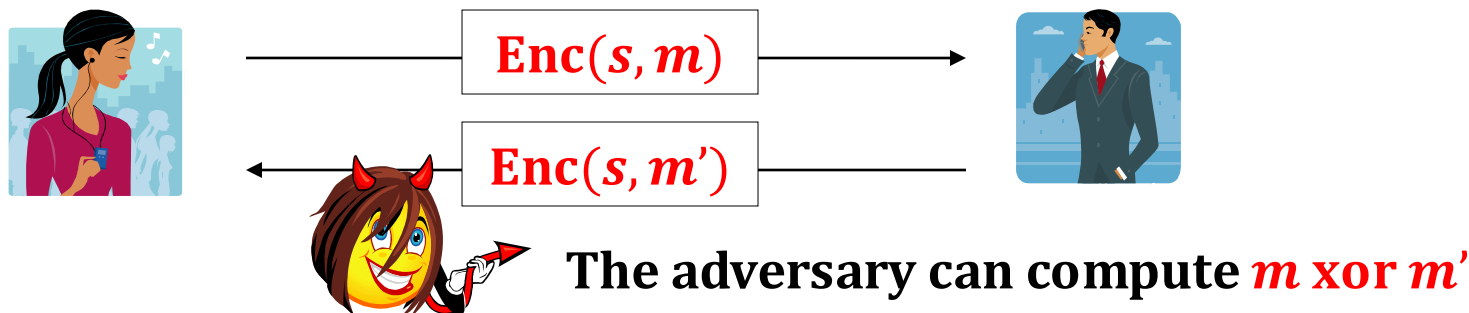 Enc(s, m)
Enc(s, m’)
The adversary can compute m xor m’